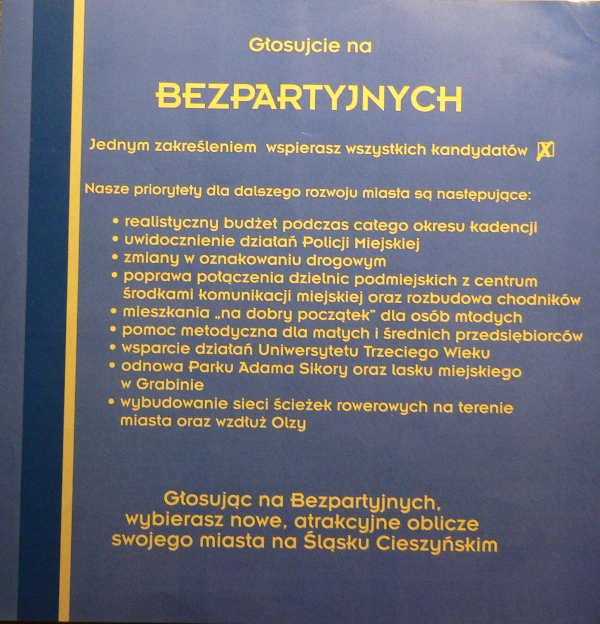 Głosujcie na
BEZPARTYJNYCH
Jednym zakreśleniem wspierasz wszystkich kandydatów
Nasze priorytety dla dalszego rozwoju miasta są następujące:
• realistyczny budżet podczas całego okresu kadencji
• uwidocznienie działań Policji Miejskiej
• zmiany w oznakowaniu drogowym
• poprawa połączenia dzielnic podmiejskich z centrum
środkami komunikacji miejskiej oraz rozbudowa chodników
• mieszkania „na dobry początek" dla osób młodych
• pomoc metodyczna dla małych i średnich przedsiębiorców
• wsparcie działań Uniwersytetu Trzeciego Wieku
• odnowa Parku Adama Sikory oraz lasku miejskiego
w Grabinie
• wybudowanie sieci ścieżek rowerowych na terenie
miasta oraz wzdłuż Olzy
Głosując na Bezpartyjnych,
wybierasz nowe, atrakcyjne oblicze
swojego miasta na Śląsku Cieszyńskim